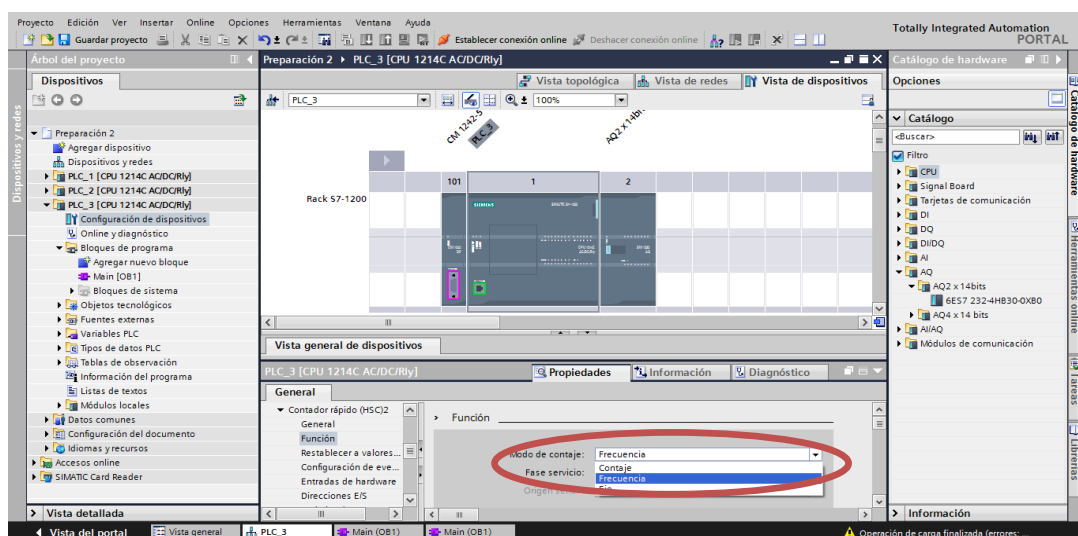 Proyecto Edición Ver Insertar Online Opciones Herramientas Ventana Ayuda
Guardar proyecto Establecer conexión online Deshacer conexión online
Totally Integrated Automation
PORTAL
Árbol del proyecto
Preparación 2 PLC_3 [CPU 1214C AC/DC/Rly]
Catálogo de hardware
Dispositivos
Vista topológica Vista de redes Vista de dispositivos
Opciones
PLC_3 100%
Dispositivos y redes
Preparación 2
Agregar dispositivo
Dispositivos y redes
PLC_1 [CPU 1214C AC/DC/Rly]
PLC_2 [CPU 1214C AC/DC/Rly]
PLC_3 [CPU 1214C AC/DC/Rly]
Configuración de dispositivos
Online y diagnóstico
Bloques de programa
Agregar nuevo bloque
Main [OB1]
Bloques de sistema
Objetos tecnológicos
Fuentes externas
Variables PLC
Tipos de datos PLC
Tablas de observación
Información del programa
Listas de textos
Módulos locales
Datos comunes
Configuración del documento
Idiomas y recursos
Accesos online
SIMATIC Card Reader
Vista detallada
CM 1242-5
PLC_3
101 1 2
Rack S7-1200
SIEMENS
Vista general de dispositivos
PLC_3 [CPU 1214C AC/DC/Rly]
Propiedades Información Diagnóstico
General
Contador rápido (HSC)2
General
Función
Restablecer a valores...
Configuración de eve...
Entradas de hardware
Direcciones E/S
Función
Modo de contaje: Frecuencia
Contaje
Fase servicio: Frecuencia
Catálogo
<Buscar>
Filtro
CPU
Signal Board
Tarjetas de comunicación
DI
DQ
DI/DQ
AI
AQ
AQ2 x 14bits
6ES7 232-4HB30-0XB0
AQ4 x 14 bits
AI/AQ
Módulos de comunicación
Información
Catálogo de hardware
Herramientas online
Tareas
Librerías
Vista del portal Vista general PLC_3 Main (OB1) Main (OB1) Operación de carga finalizada (errores: ...